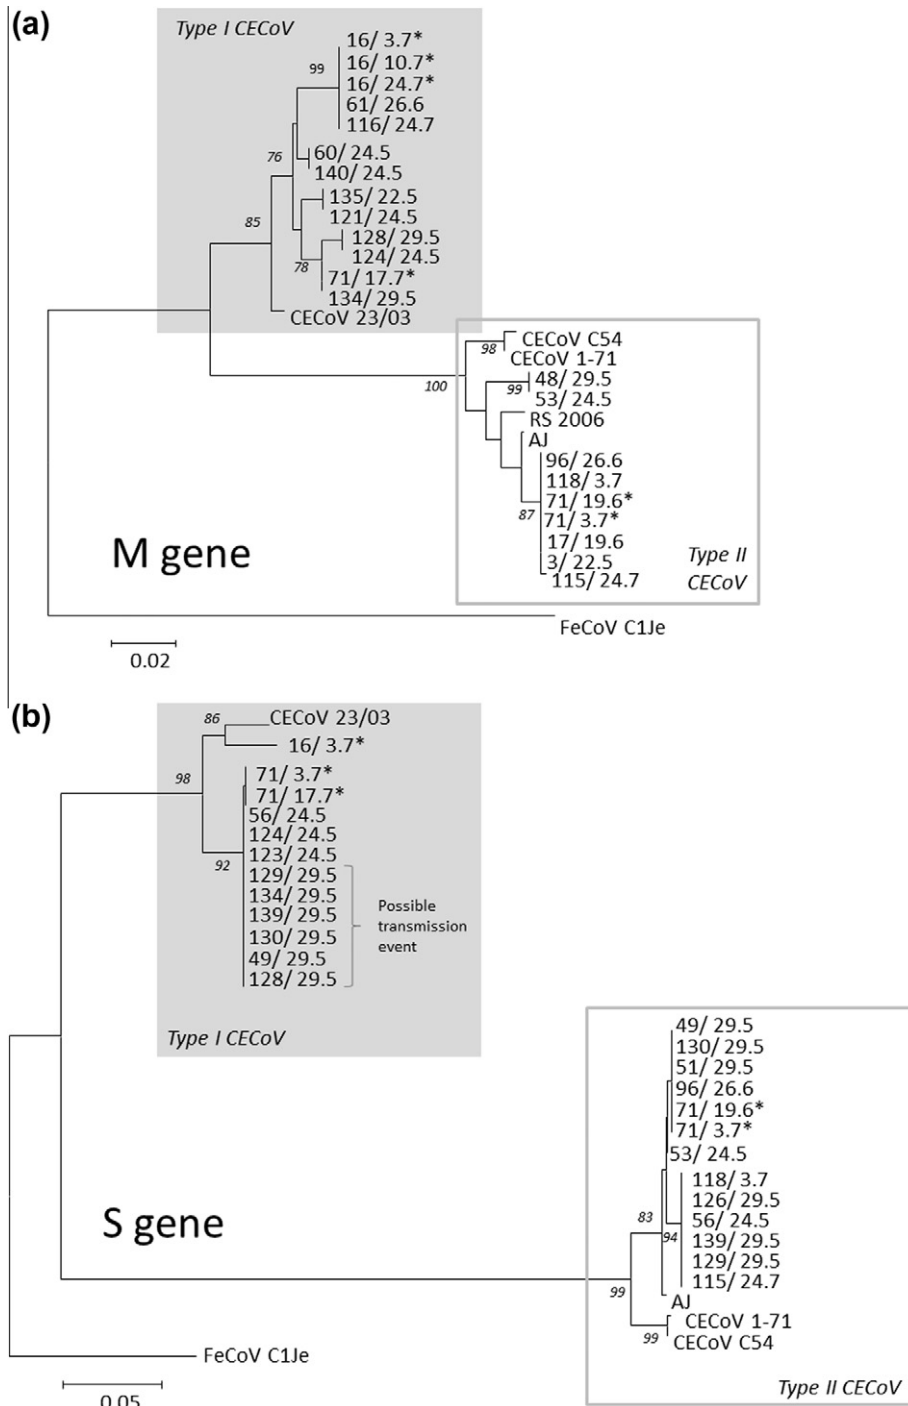 (a)
Type I CECoV
16/ 3.7*
16/ 10.7*
99
16/ 24.7*
61/ 26.6
116/ 24.7
76
60/ 24.5
140/ 24.5
135/ 22.5
121/ 24.5
85
128/ 29.5
124/ 24.5
78
71/ 17.7*
134/ 29.5
CECoV 23/03
CECoV C54
98
CECoV 1-71
100
48/ 29.5
99
53/ 24.5
RS 2006
AJ
96/ 26.6
118/ 3.7
71/ 19.6*
87
71/ 3.7*
17/ 19.6
3/ 22.5
115/ 24.7
Type II
CECoV
M gene
FeCoV C1Je
0.02
(b)
86
CECoV 23/03
16/ 3.7*
98
71/ 3.7*
71/ 17.7*
56/ 24.5
124/ 24.5
123/ 24.5
92
129/ 29.5
134/ 29.5
139/ 29.5
130/ 29.5
49/ 29.5
128/ 29.5
Possible
transmission
event
Type I CECoV
49/ 29.5
130/ 29.5
51/ 29.5
96/ 26.6
71/ 19.6*
71/ 3.7*
53/ 24.5
118/ 3.7
126/ 29.5
83
56/ 24.5
94
139/ 29.5
129/ 29.5
115/ 24.7
99
AJ
CECoV 1-71
99
CECoV C54
Type II CECoV
S gene
FeCoV C1Je
0.05